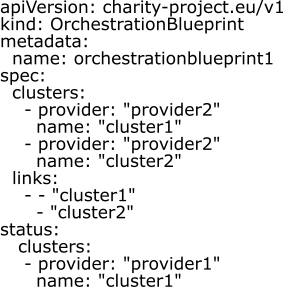 apiVersion: charity-project.eu/v1
kind: OrchestrationBlueprint
metadata:
  name: orchestrationblueprint1
spec:
  clusters:
    - provider: "provider2"
      name: "cluster1"
    - provider: "provider2"
      name: "cluster2"
  links:
    - - "cluster1"
      - "cluster2"
status:
   clusters:
    - provider: "provider1"
      name: "cluster1"